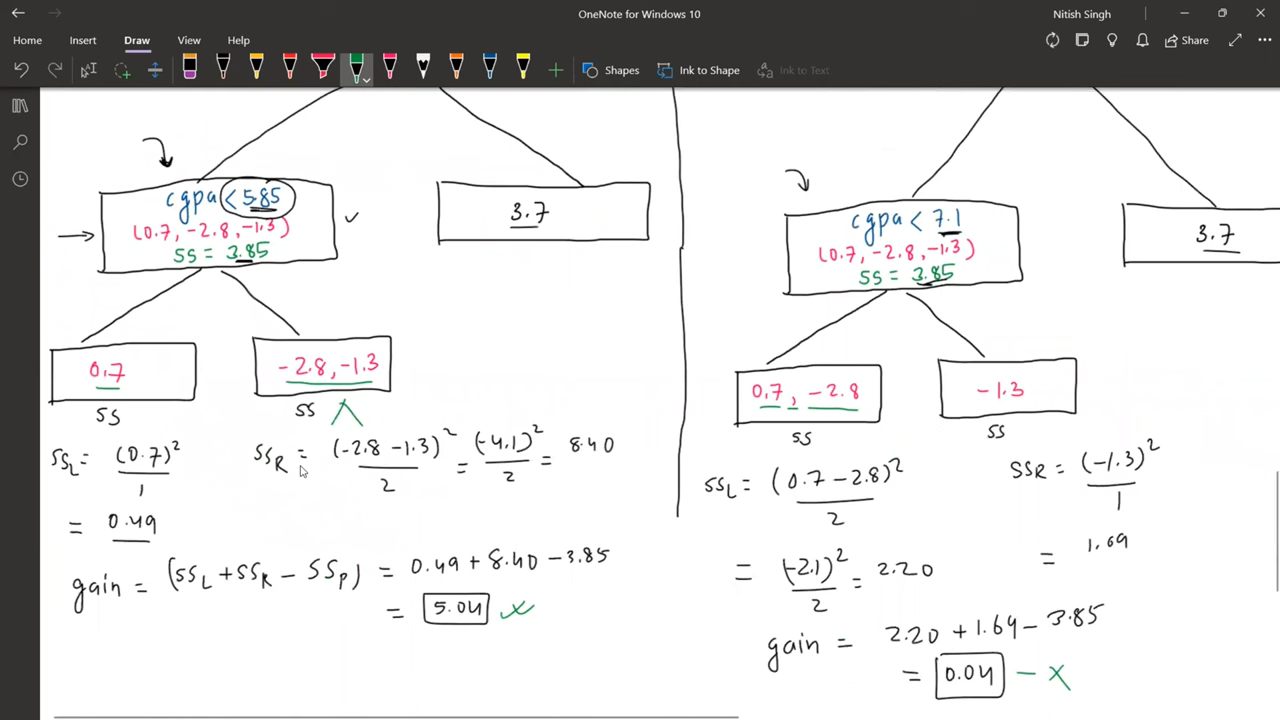 OneNote for Windows 10
Nitish Singh
Home Insert Draw View Help
Share
Shapes
Ink to Shape
Ink to Text
cgpa < 5.85
(0.7, -2.8, -1.3)
SS = 3.85
3.7
0.7
-2.8, -1.3
SS
SS
SSL = (0.7)²/1
= 0.49
SSR = (-2.8 -1.3)²/2 = (-4.1)²/2 = 8.40
gain = (SSL + SSR - SSP) = 0.49 + 8.40 - 3.85
= 5.04
cgpa < 7.1
(0.7, -2.8, -1.3)
SS = 3.85
3.7
0.7, -2.8
-1.3
SS
SS
SSL = (0.7 - 2.8)²/2
= (-2.1)²/2 = 2.20
SSR = (-1.3)²/1
= 1.69
gain = 2.20 + 1.69 - 3.85
= 0.04 - X